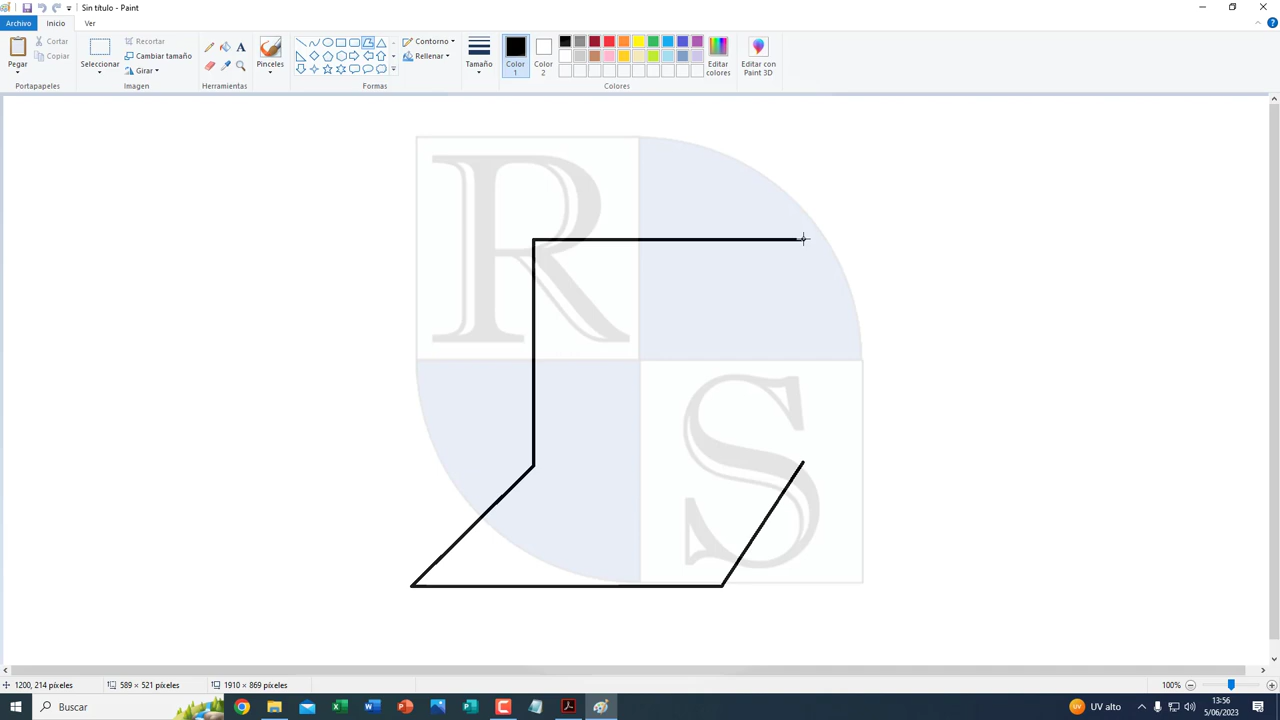 Sin título - Paint
Archivo Inicio Ver
Pegar Cortar Copiar Seleccionar Recortar Cambiar tamaño Girar A Pinceles Contorno Rellenar Tamaño Color 1 Color 2 Editar colores Editar con Paint 3D
Portapapeles Imagen Herramientas Formas Colores
R
S
1200, 214 píxeles 589 × 521 píxeles 1910 × 869 píxeles 100%
Buscar UV UV alto 13:56
5/06/2023